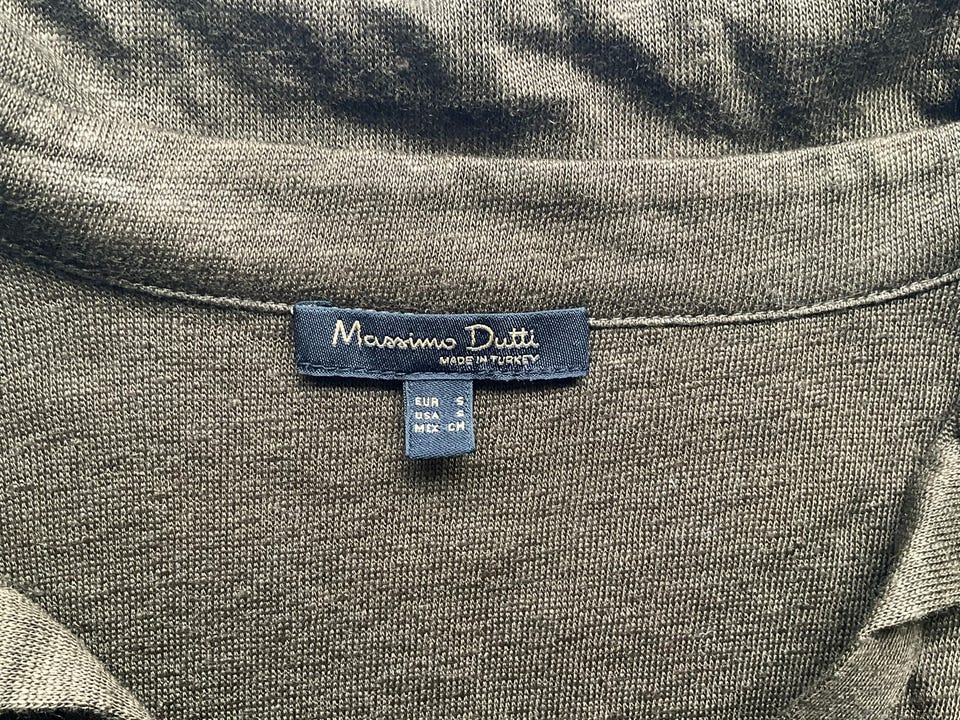 Massimo Dutti
MADE IN TURKEY
EUR S
USA S
MEX CH